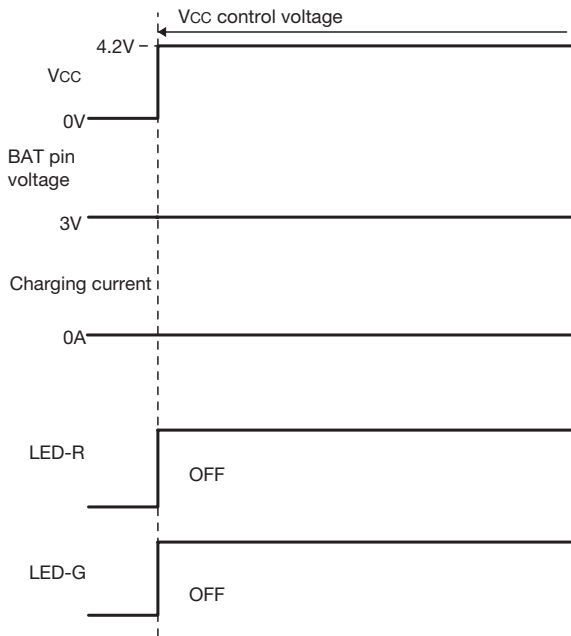 VCC control voltage
4.2V
VCC
0V
BAT pin
voltage
3V
Charging current
0A
LED-R
OFF
LED-G
OFF